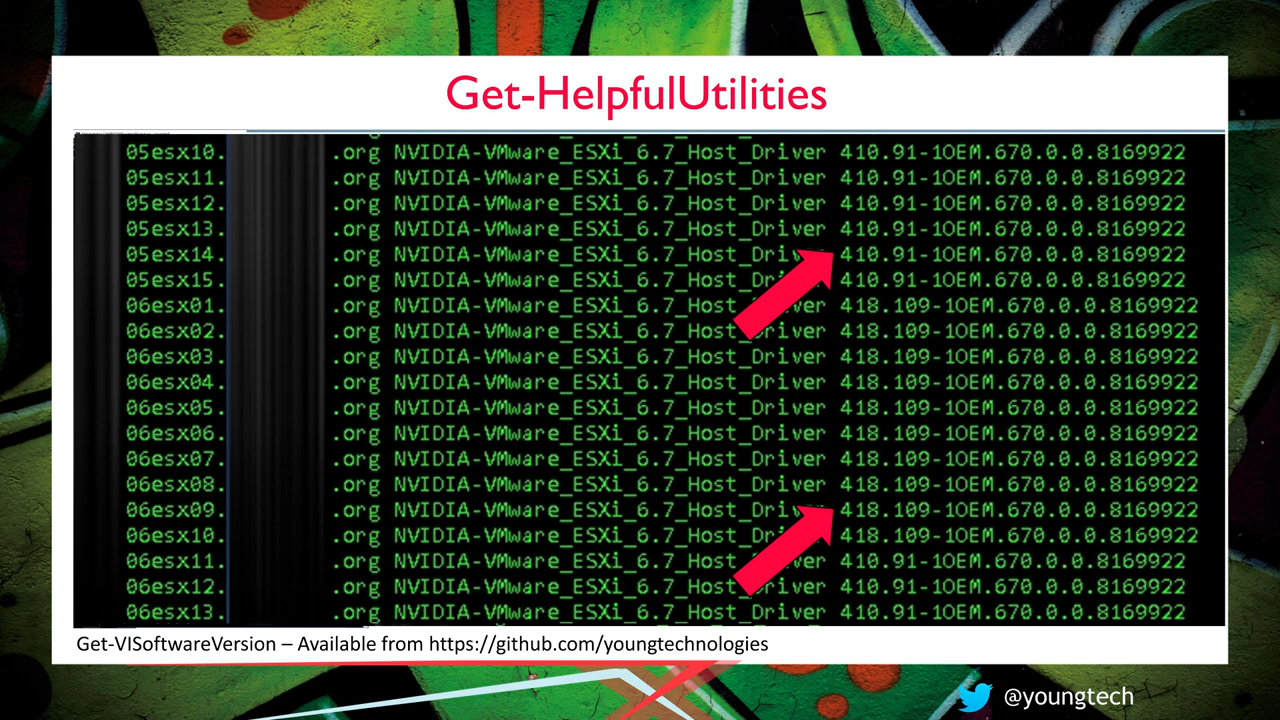 Get-HelpfulUtilities
05esx10. .org NVIDIA-VMware_ESXi_6.7_Host_Driver 410.91-1OEM.670.0.0.8169922
05esx11. .org NVIDIA-VMware_ESXi_6.7_Host_Driver 410.91-1OEM.670.0.0.8169922
05esx12. .org NVIDIA-VMware_ESXi_6.7_Host_Driver 410.91-1OEM.670.0.0.8169922
05esx13. .org NVIDIA-VMware_ESXi_6.7_Host_Driver 410.91-1OEM.670.0.0.8169922
05esx14. .org NVIDIA-VMware_ESXi_6.7_Host_Driver 410.91-1OEM.670.0.0.8169922
05esx15. .org NVIDIA-VMware_ESXi_6.7_Host_Driver 410.91-1OEM.670.0.0.8169922
06esx01. .org NVIDIA-VMware_ESXi_6.7_Host_Driver 418.109-1OEM.670.0.0.8169922
06esx02. .org NVIDIA-VMware_ESXi_6.7_Host_Driver 418.109-1OEM.670.0.0.8169922
06esx03. .org NVIDIA-VMware_ESXi_6.7_Host_Driver 418.109-1OEM.670.0.0.8169922
06esx04. .org NVIDIA-VMware_ESXi_6.7_Host_Driver 418.109-1OEM.670.0.0.8169922
06esx05. .org NVIDIA-VMware_ESXi_6.7_Host_Driver 418.109-1OEM.670.0.0.8169922
06esx06. .org NVIDIA-VMware_ESXi_6.7_Host_Driver 418.109-1OEM.670.0.0.8169922
06esx07. .org NVIDIA-VMware_ESXi_6.7_Host_Driver 418.109-1OEM.670.0.0.8169922
06esx08. .org NVIDIA-VMware_ESXi_6.7_Host_Driver 418.109-1OEM.670.0.0.8169922
06esx09. .org NVIDIA-VMware_ESXi_6.7_Host_Driver 418.109-1OEM.670.0.0.8169922
06esx10. .org NVIDIA-VMware_ESXi_6.7_Host_Driver 418.109-1OEM.670.0.0.8169922
06esx11. .org NVIDIA-VMware_ESXi_6.7_Host_Driver 410.91-1OEM.670.0.0.8169922
06esx12. .org NVIDIA-VMware_ESXi_6.7_Host_Driver 410.91-1OEM.670.0.0.8169922
06esx13. .org NVIDIA-VMware_ESXi_6.7_Host_Driver 410.91-1OEM.670.0.0.8169922
Get-VISoftwareVersion – Available from https://github.com/youngtechnologies
@youngtech